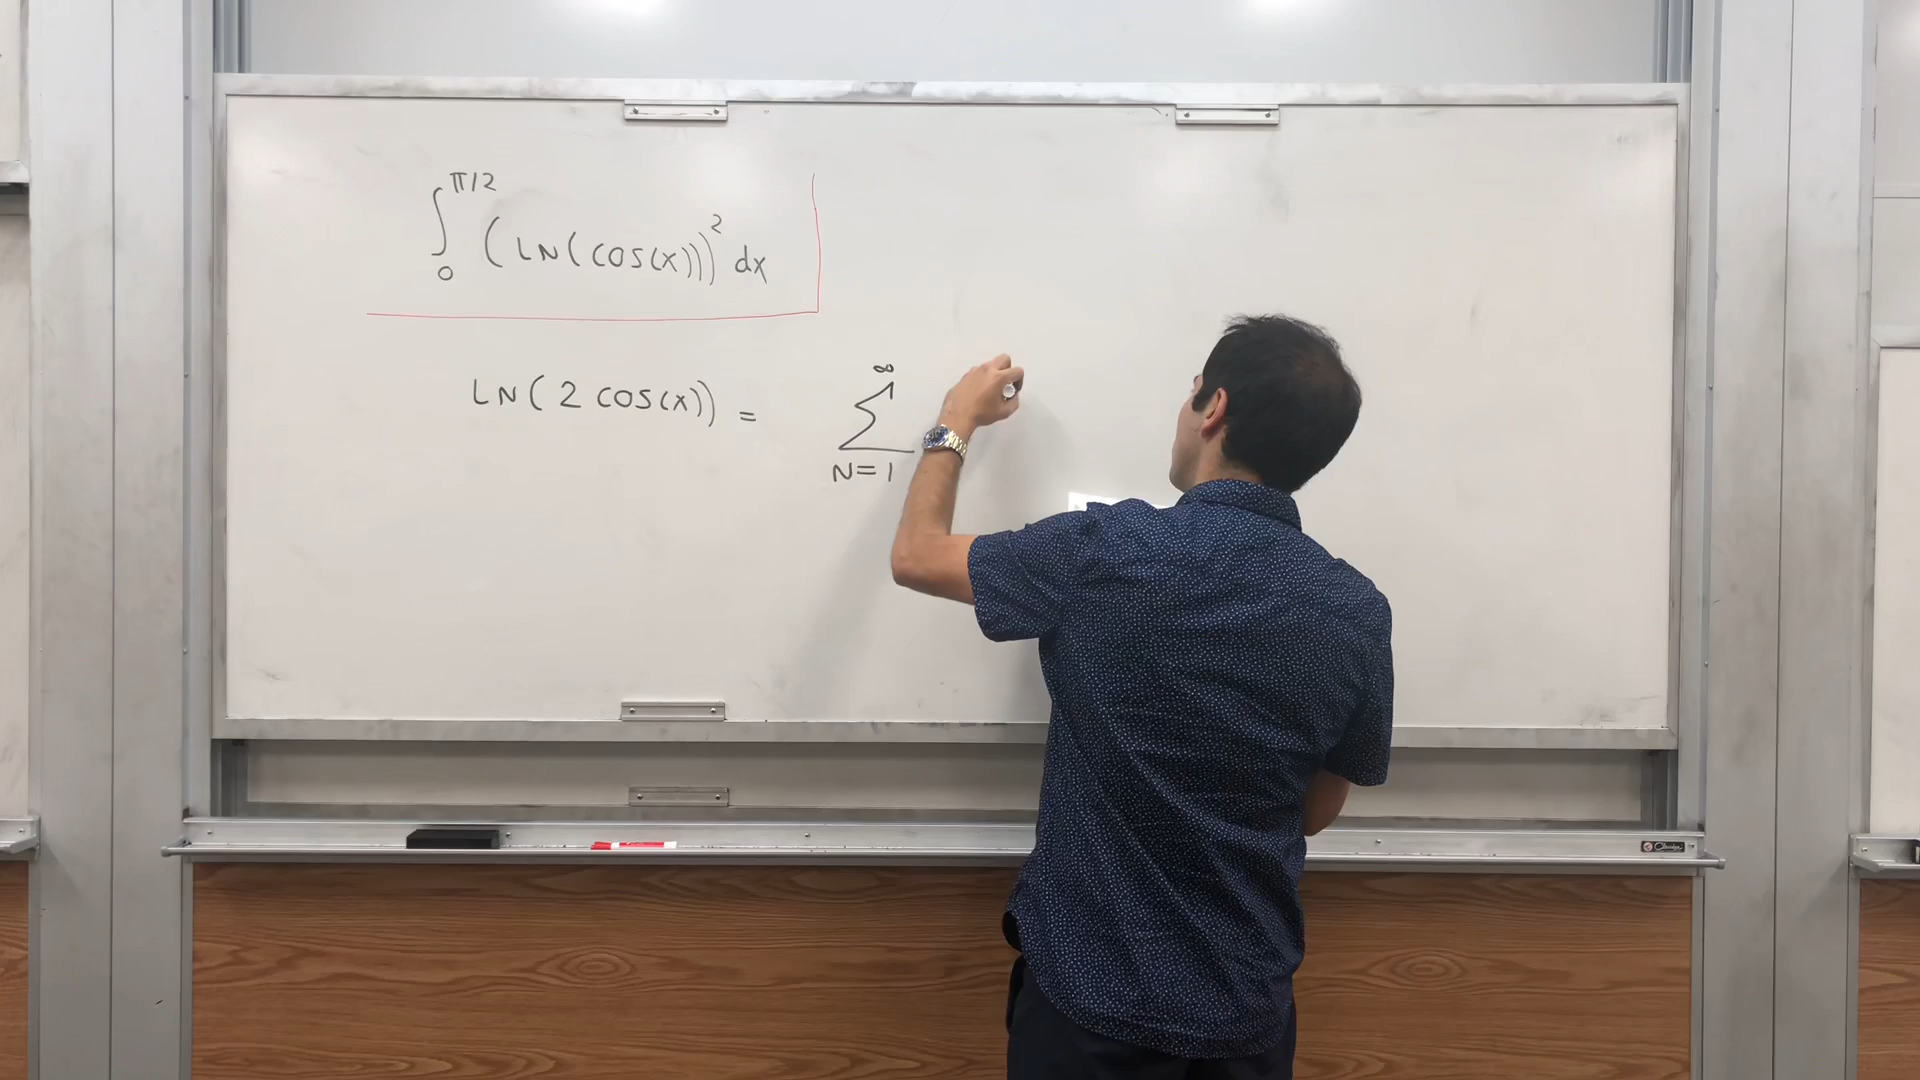 ∫₀^π/2 (LN(COS(X)))² dx
LN(2 COS(X)) = ∑_{N=1}^∞